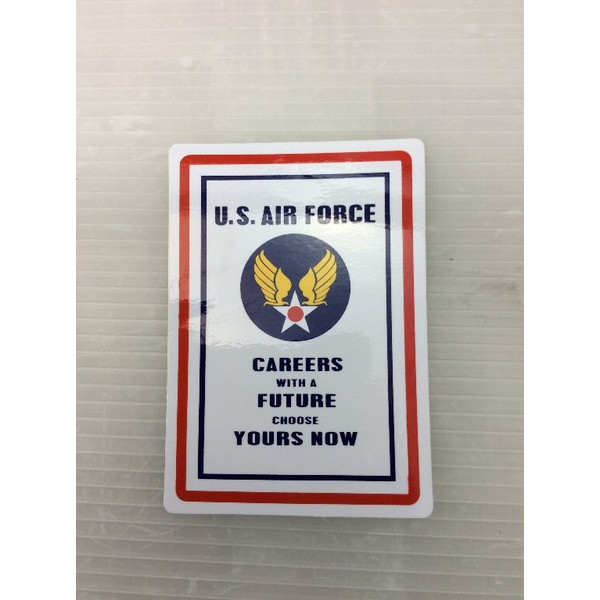 U.S. AIR FORCE
CAREERS
WITH A
FUTURE
CHOOSE
YOURS NOW